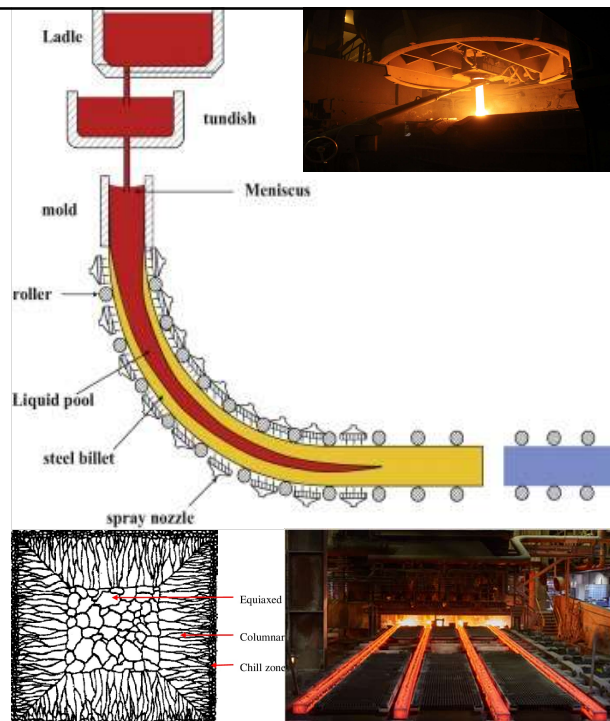 Ladle
tundish
Meniscus
mold
roller
Liquid pool
steel billet
spray nozzle
Equiaxed
Columnar
Chill zone